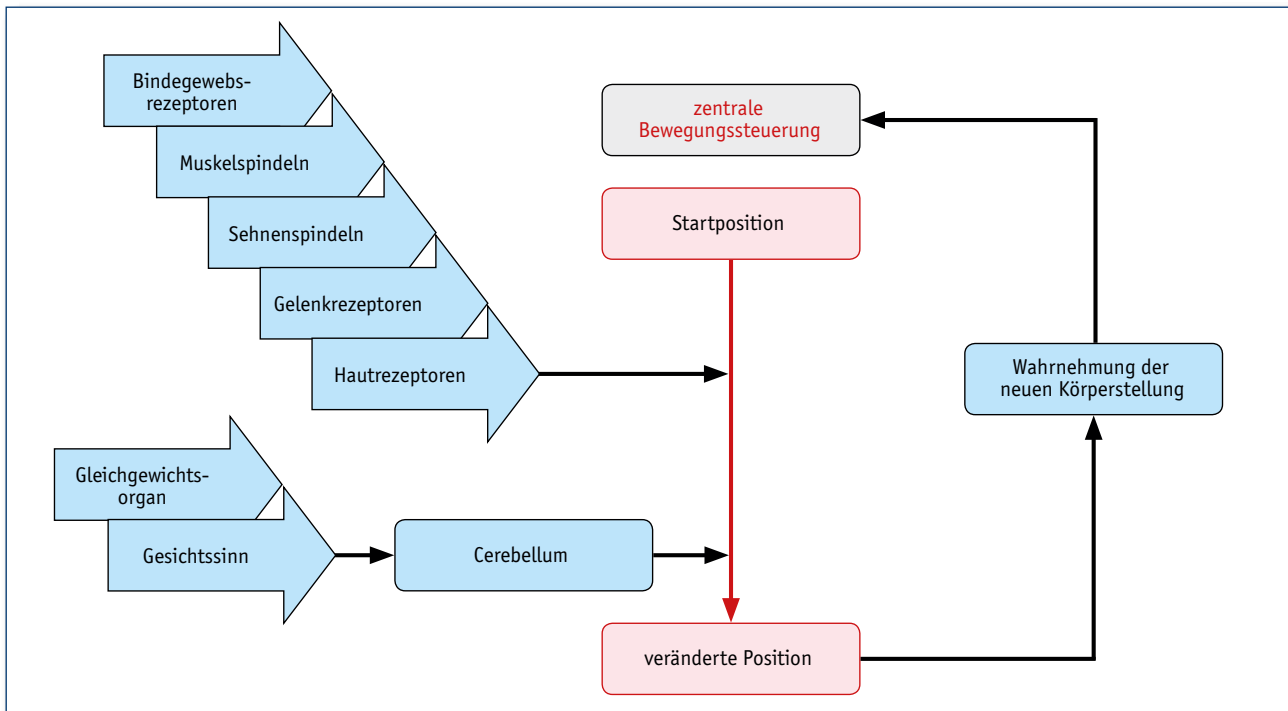 Bindegewebs-
rezeptoren
Muskelspindeln
Sehnenspindeln
Gelenkrezeptoren
Hautrezeptoren
Gleichgewichts-
organ
Gesichtssinn
Cerebellum
zentrale
Bewegungssteuerung
Startposition
veränderte Position
Wahrnehmung der
neuen Körperstellung